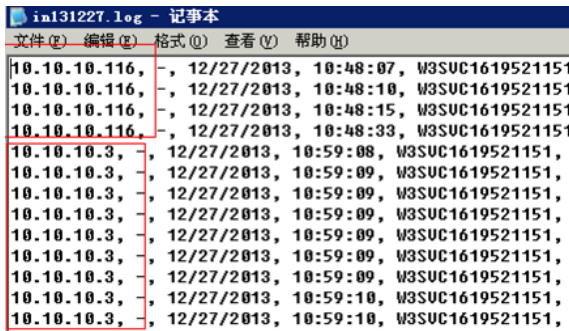 in131227.log - 记事本
文件(F) 编辑(E) 格式(O) 查看(V) 帮助(H)
10.10.10.116, -, 12/27/2013, 10:48:07, W3SVC1619521151
10.10.10.116, -, 12/27/2013, 10:48:10, W3SVC1619521151
10.10.10.116, -, 12/27/2013, 10:48:15, W3SVC1619521151
10.10.10.116, -, 12/27/2013, 10:48:33, W3SVC1619521151
10.10.10.3, -, 12/27/2013, 10:59:08, W3SVC1619521151,
10.10.10.3, -, 12/27/2013, 10:59:09, W3SVC1619521151,
10.10.10.3, -, 12/27/2013, 10:59:09, W3SVC1619521151,
10.10.10.3, -, 12/27/2013, 10:59:09, W3SVC1619521151,
10.10.10.3, -, 12/27/2013, 10:59:09, W3SVC1619521151,
10.10.10.3, -, 12/27/2013, 10:59:09, W3SVC1619521151,
10.10.10.3, -, 12/27/2013, 10:59:09, W3SVC1619521151,
10.10.10.3, -, 12/27/2013, 10:59:10, W3SVC1619521151,
10.10.10.3, -, 12/27/2013, 10:59:10, W3SVC1619521151,